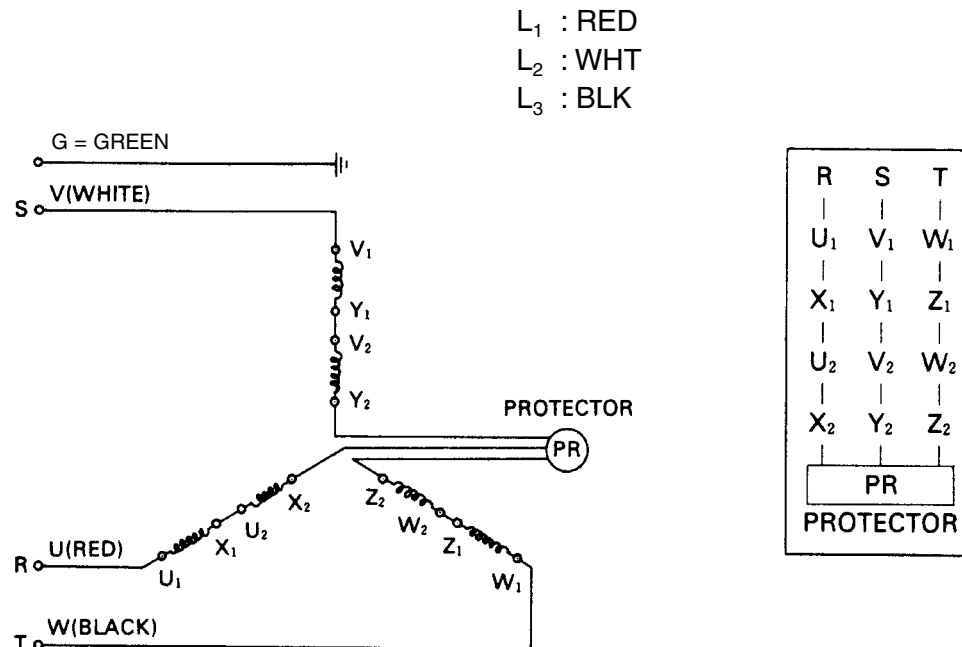 L₁ : RED
L₂ : WHT
L₃ : BLK
G = GREEN
S V(WHITE)
V₁
Y₁
V₂
Y₂
PROTECTOR
PR
X₂
U₂
X₁
U₁
R U(RED)
Z₂
W₂
Z₁
W₁
T W(BLACK)
R S T
U₁ V₁ W₁
X₁ Y₁ Z₁
U₂ V₂ W₂
X₂ Y₂ Z₂
PR
PROTECTOR